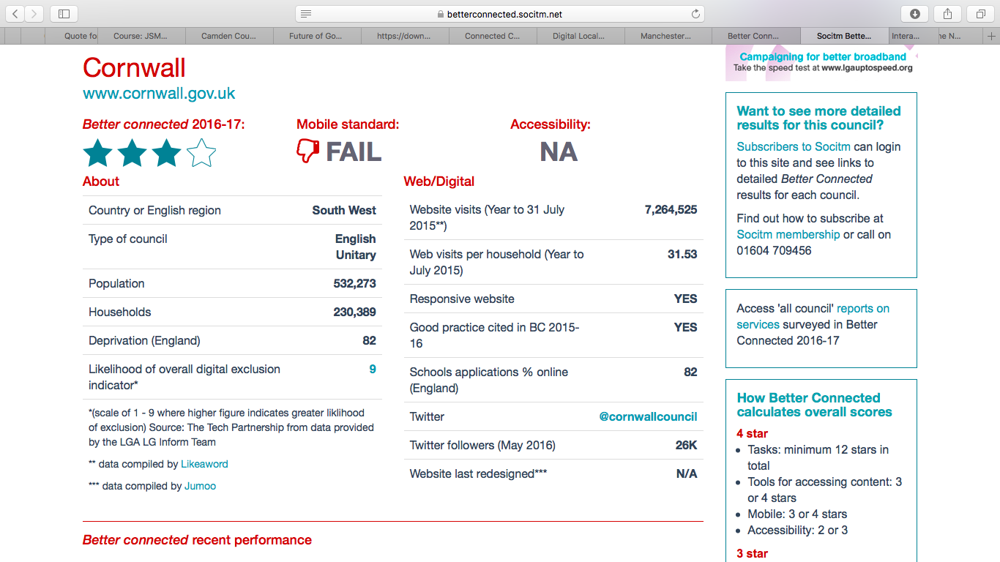 betterconnected.socitm.net
Quote fo
Course: JSM...
Camden Cou...
Future of Go...
https://down...
Connected C...
Digital Local...
Manchester...
Better Conn...
Socitm Bette...
Intera...
ne N...
Cornwall
www.cornwall.gov.uk
Better connected 2016-17:
Mobile standard:
FAIL
Accessibility:
NA
About
Country or English region South West
Type of council English
Unitary
Population 532,273
Households 230,389
Deprivation (England) 82
Likelihood of overall digital exclusion 9
indicator*
*(scale of 1 - 9 where higher figure indicates greater liklihood
of exclusion) Source: The Tech Partnership from data provided
by the LGA LG Inform Team
** data compiled by Likeaword
*** data compiled by Jumoo
Web/Digital
Website visits (Year to 31 July 7,264,525
2015**)
Web visits per household (Year to 31.53
July 2015)
Responsive website YES
Good practice cited in BC 2015- YES
16
Schools applications % online 82
(England)
Twitter @cornwallcouncil
Twitter followers (May 2016) 26K
Website last redesigned*** N/A
Better connected recent performance
Campaigning for better broadband
Take the speed test at www.lgauptospeed.org
Want to see more detailed
results for this council?
Subscribers to Socitm can login
to this site and see links to
detailed Better Connected
results for each council.
Find out how to subscribe at
Socitm membership or call on
01604 709456
Access 'all council' reports on
services surveyed in Better
Connected 2016-17
How Better Connected
calculates overall scores
4 star
Tasks: minimum 12 stars in
total
Tools for accessing content: 3
or 4 stars
Mobile: 3 or 4 stars
Accessibility: 2 or 3
3 star